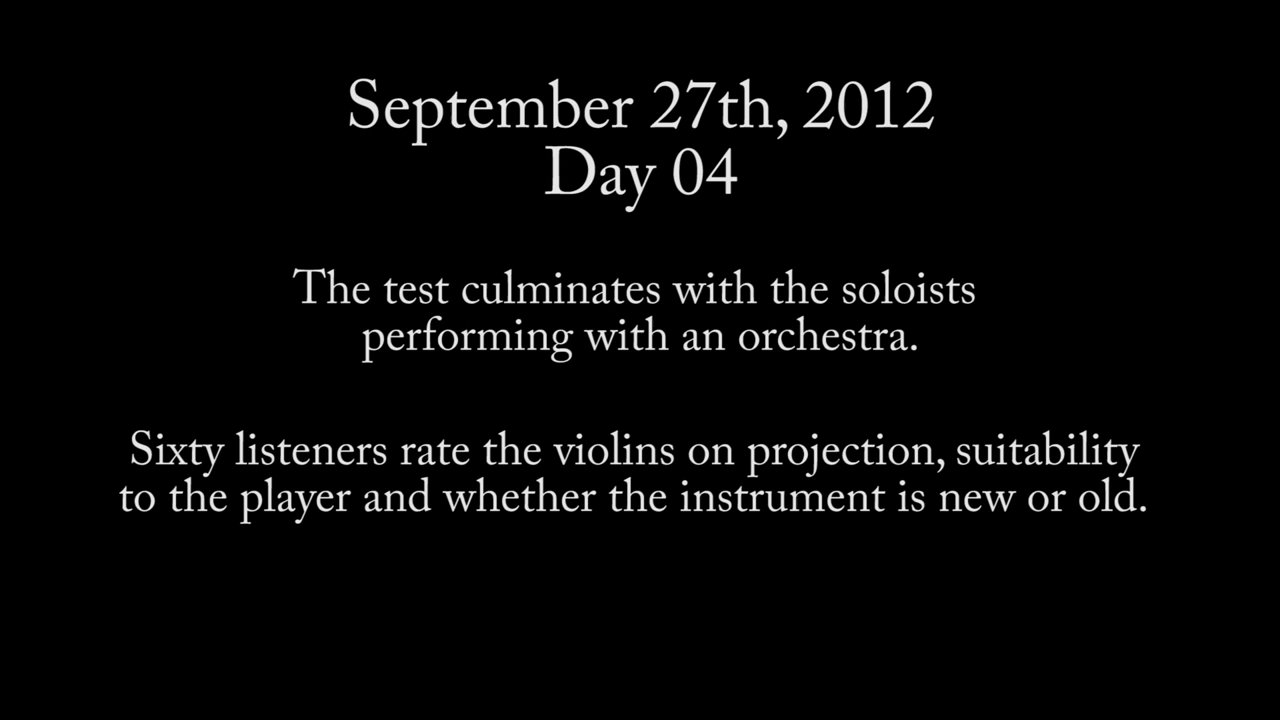 September 27th, 2012
Day 04
The test culminates with the soloists
performing with an orchestra.
Sixty listeners rate the violins on projection, suitability
to the player and whether the instrument is new or old.